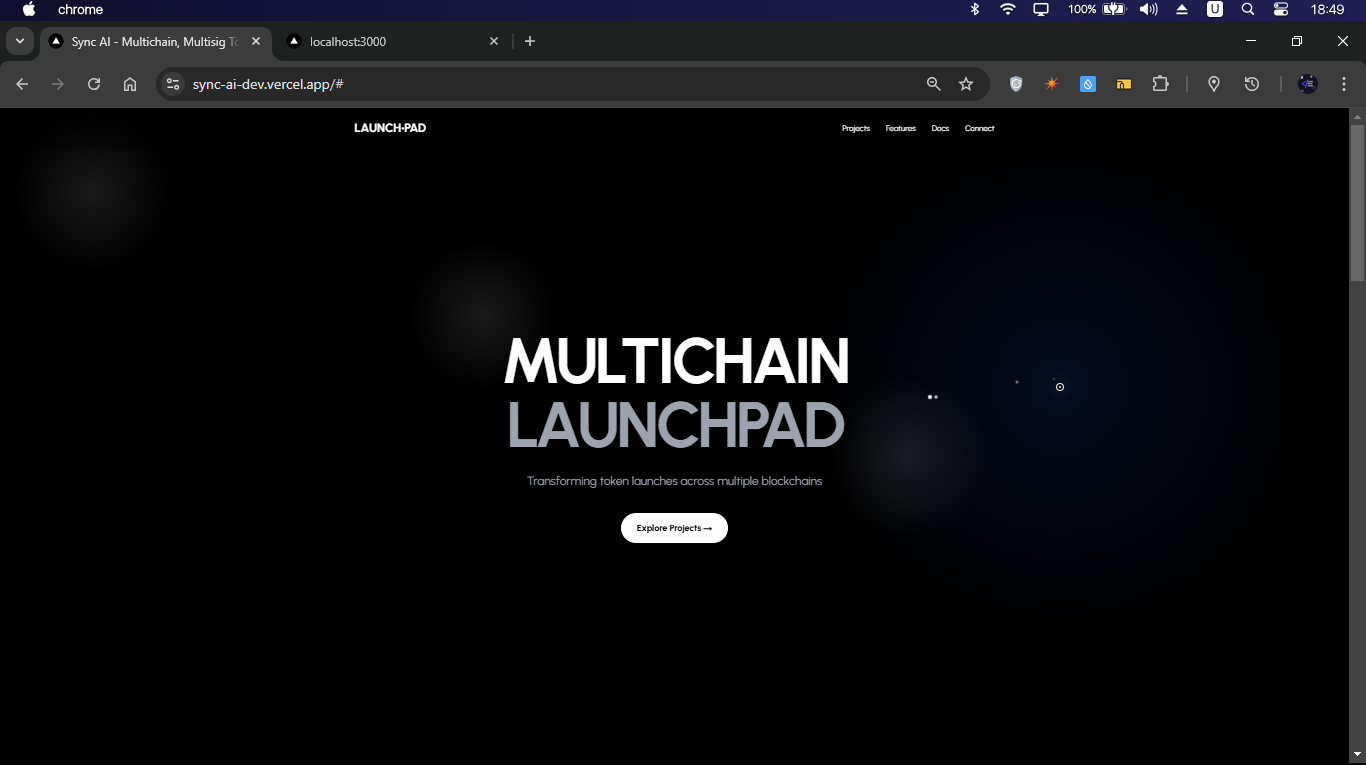 chrome
100%
U
18:49
Sync AI - Multichain, Multisig To
localhost:3000
sync-ai-dev.vercel.app/#
LAUNCH•PAD
Projects
Features
Docs
Connect
MULTICHAIN
LAUNCHPAD
Transforming token launches across multiple blockchains
Explore Projects →